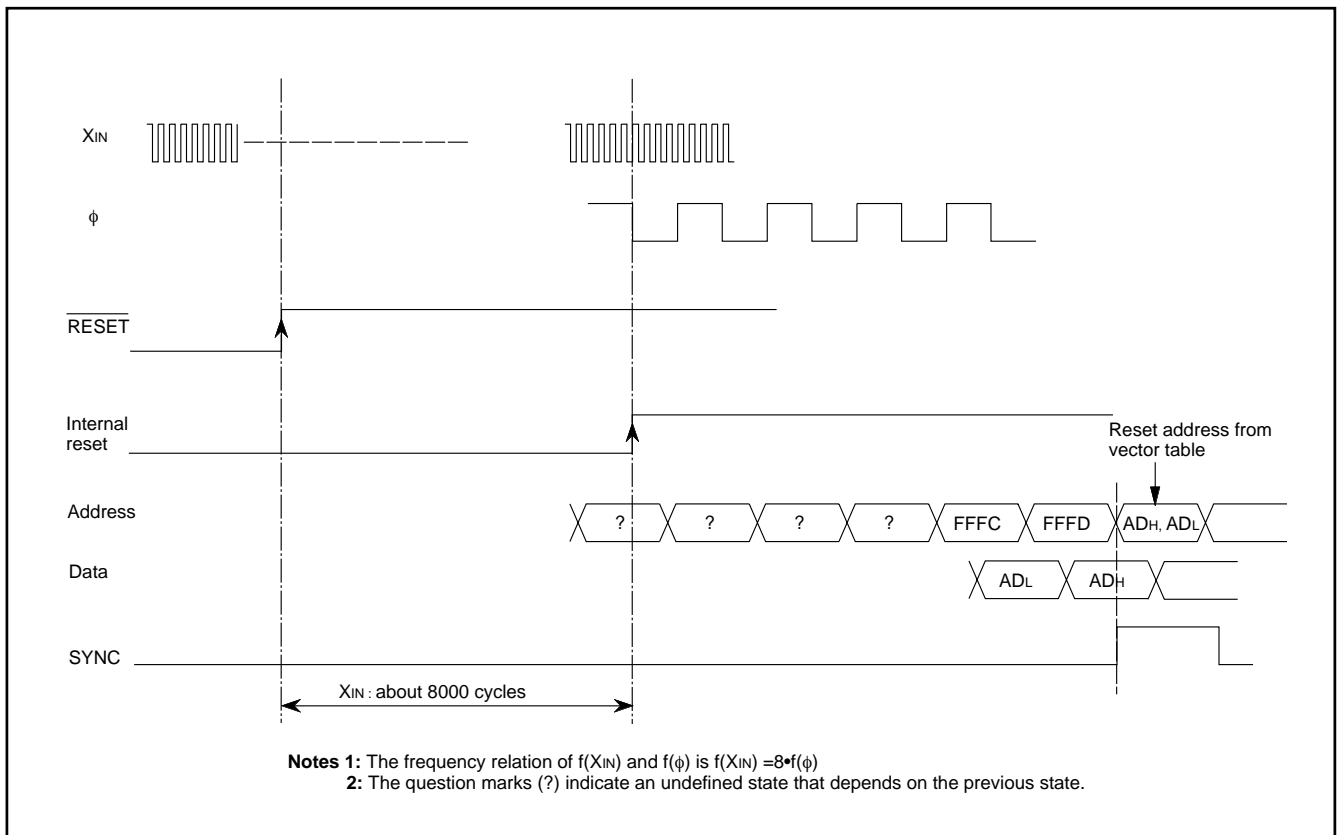 XIN
ϕ
RESET
Internal
reset
Reset address from
vector table
Address
? ? ? ? FFFC FFFD ADH, ADL
Data
ADL ADH
SYNC
XIN : about 8000 cycles
Notes 1: The frequency relation of f(XIN) and f(ϕ) is f(XIN) =8•f(ϕ)
2: The question marks (?) indicate an undefined state that depends on the previous state.